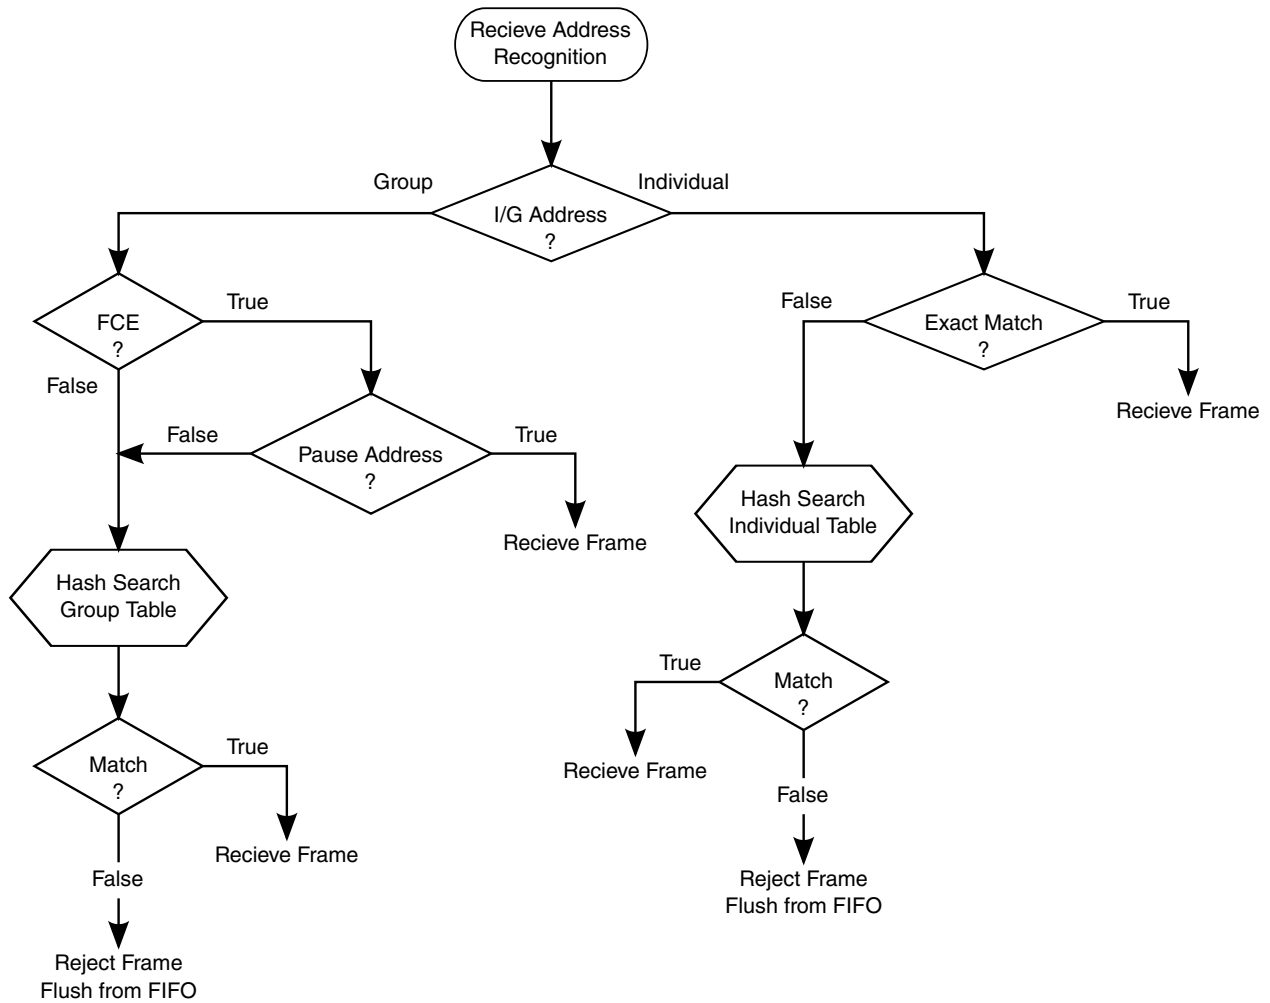 Recieve Address
Recognition
Group
Individual
I/G Address
?
True
False
True
FCE
?
Exact Match
?
False
Recieve Frame
False
True
Pause Address
?
Hash Search
Individual Table
Recieve Frame
Hash Search
Group Table
True
Match
?
True
Match
?
Recieve Frame
False
Recieve Frame
False
Reject Frame
Flush from FIFO
Reject Frame
Flush from FIFO